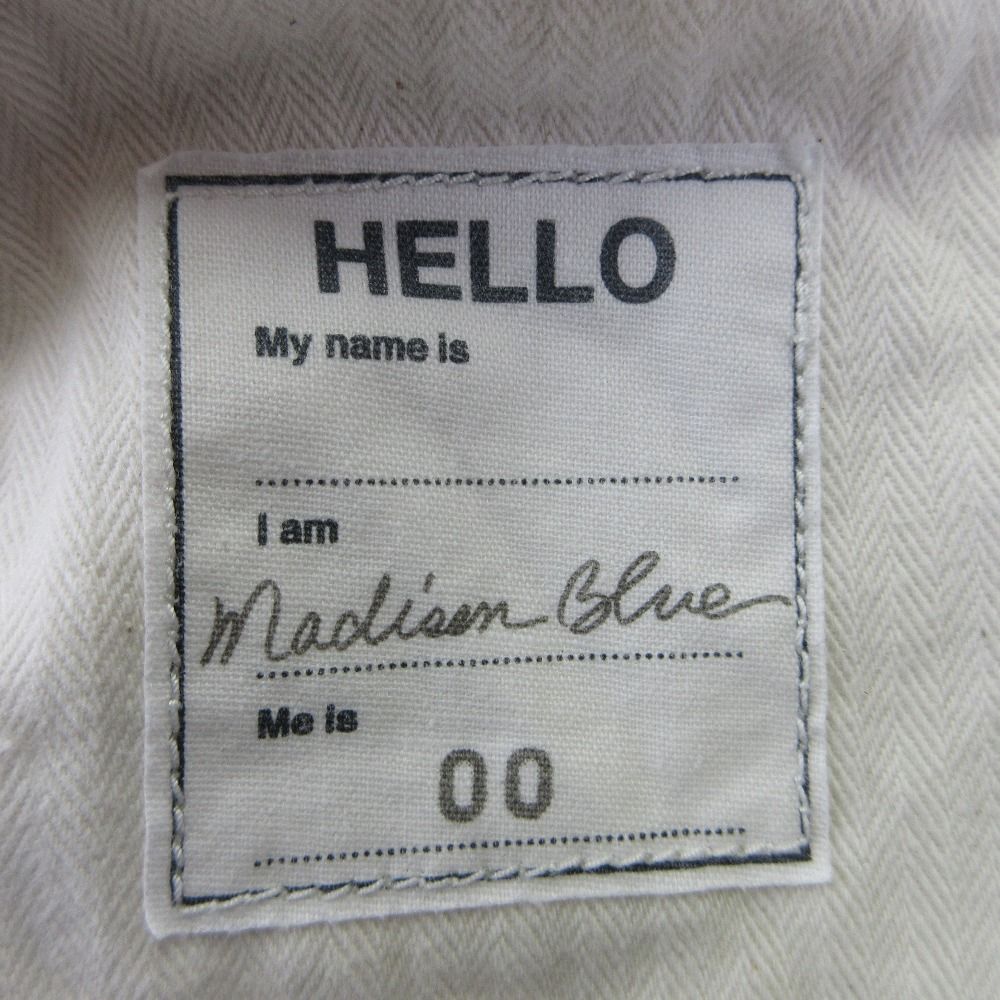 HELLO
My name is
I am
Madison Blue
Me is
00